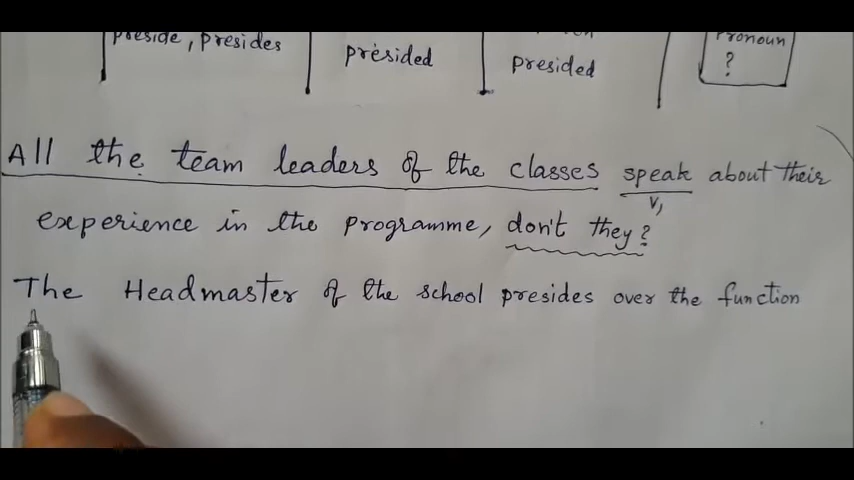 preside, presides presided presided Pronoun
?
All the team leaders of the classes speak about their
V,
experience in the programme, don't they?
The Headmaster of the school presides over the function